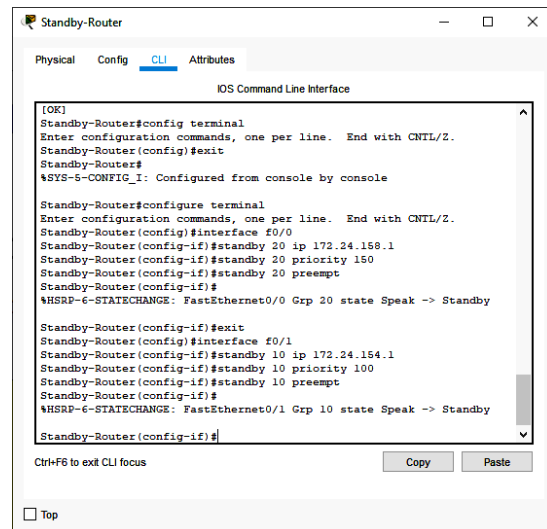 Standby-Router
Physical Config CLI Attributes
IOS Command Line Interface
[OK]
Standby-Router#config terminal
Enter configuration commands, one per line. End with CNTL/Z.
Standby-Router(config)#exit
Standby-Router#
%SYS-5-CONFIG_I: Configured from console by console
Standby-Router#configure terminal
Enter configuration commands, one per line. End with CNTL/Z.
Standby-Router(config)#interface f0/0
Standby-Router(config-if)#standby 20 ip 172.24.158.1
Standby-Router(config-if)#standby 20 priority 150
Standby-Router(config-if)#standby 20 preempt
Standby-Router(config-if)#
%HSRP-6-STATECHANGE: FastEthernet0/0 Grp 20 state Speak -> Standby
Standby-Router(config-if)#exit
Standby-Router(config)#interface f0/1
Standby-Router(config-if)#standby 10 ip 172.24.154.1
Standby-Router(config-if)#standby 10 priority 100
Standby-Router(config-if)#standby 10 preempt
Standby-Router(config-if)#
%HSRP-6-STATECHANGE: FastEthernet0/1 Grp 10 state Speak -> Standby
Standby-Router(config-if)#
Ctrl+F6 to exit CLI focus Copy Paste
Top